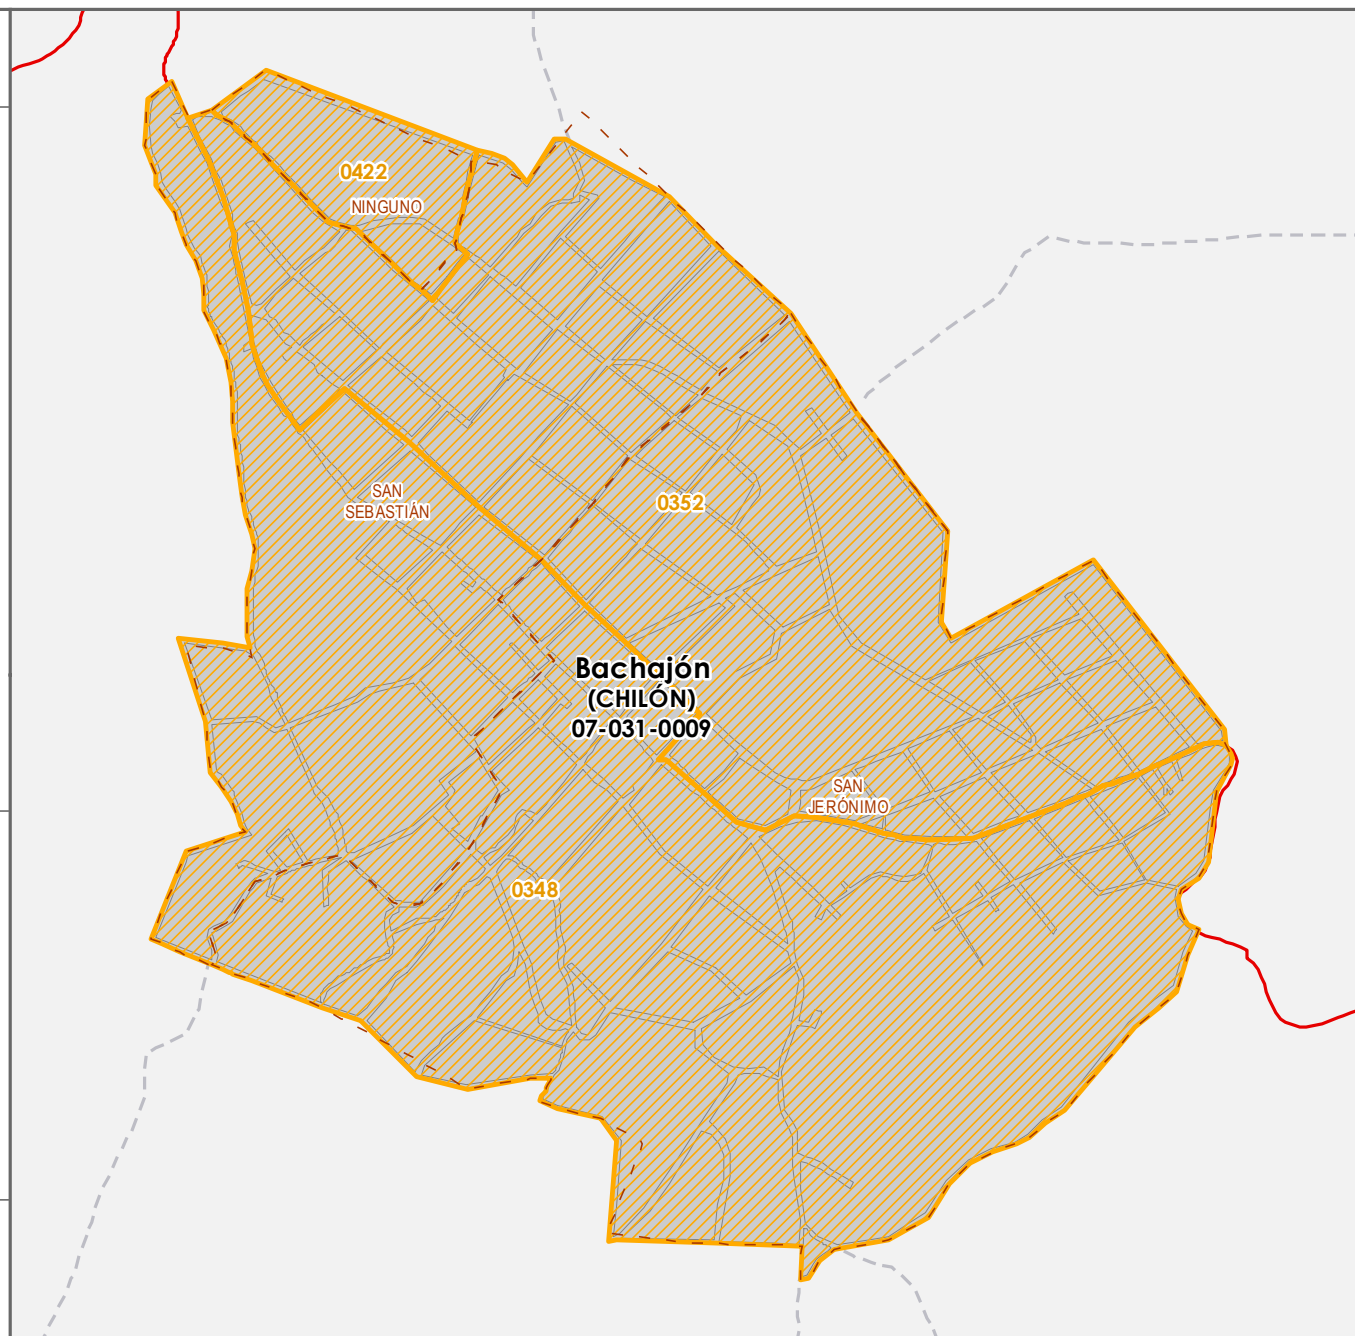 0422
NINGUNO
SAN
SEBASTIÁN
0352
Bachajón
(CHILÓN)
07-031-0009
SAN
JERÓNIMO
0348